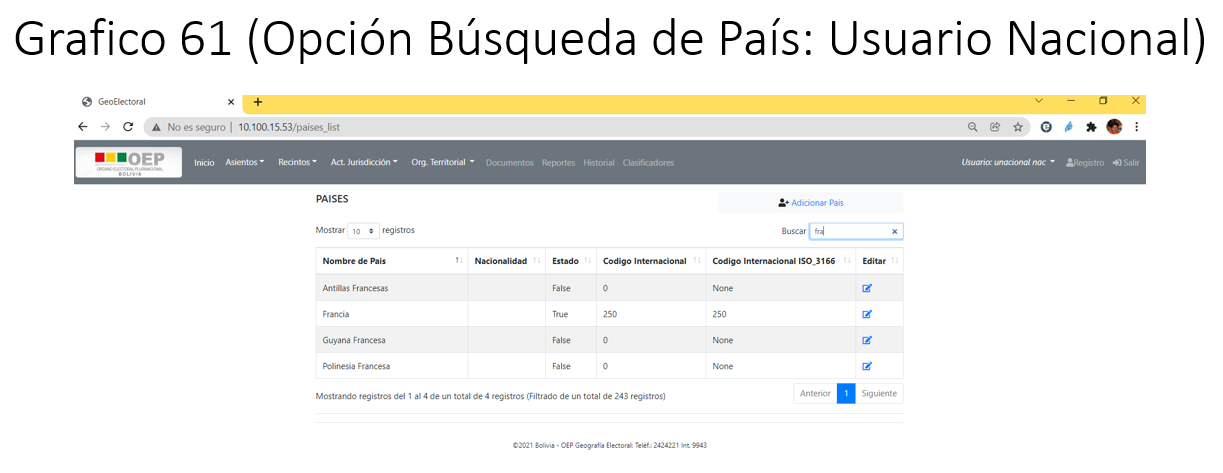 Grafico 61 (Opción Búsqueda de País: Usuario Nacional)
GeoElectoral
No es seguro | 10.100.15.53/paises_list
OEP
ÓRGANO ELECTORAL PLURINACIONAL
BOLIVIA
Inicio Asientos Recintos Act. Jurisdicción Org. Territorial Documentos Reportes Historial Clasificadores Usuario: unacional nac Registro Salir
PAISES
Adicionar Pais
Mostrar 10 registros
Buscar fra
Nombre de Pais Nacionalidad Estado Codigo Internacional Codigo Internacional ISO_3166 Editar
Antillas Francesas False 0 None
Francia True 250 250
Guyana Francesa False 0 None
Polinesia Francesa False 0 None
Mostrando registros del 1 al 4 de un total de 4 registros (Filtrado de un total de 243 registros)
Anterior 1 Siguiente
©2021 Bolivia - OEP Geografía Electoral: Teléf.: 2424221 Int. 9943